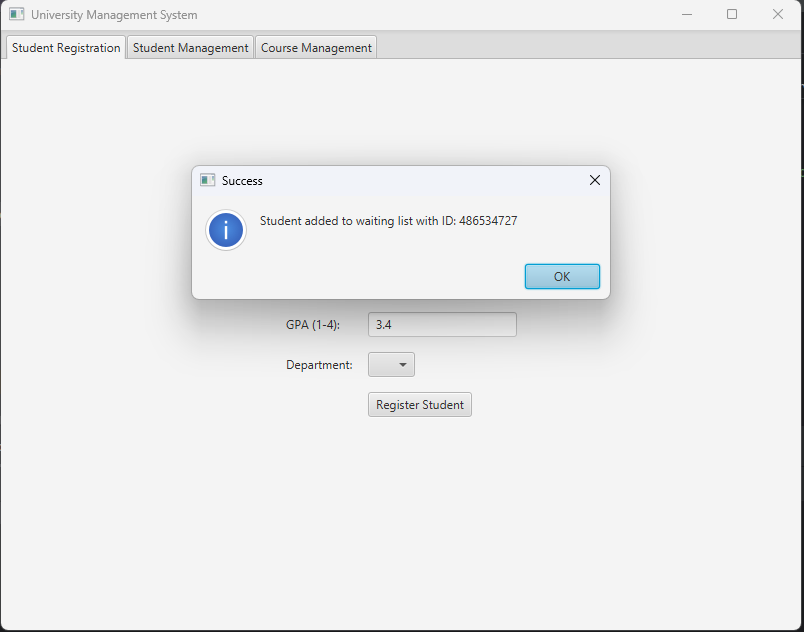 University Management System
Student Registration Student Management Course Management
Success
Student added to waiting list with ID: 486534727
OK
GPA (1-4): 3.4
Department:
Register Student